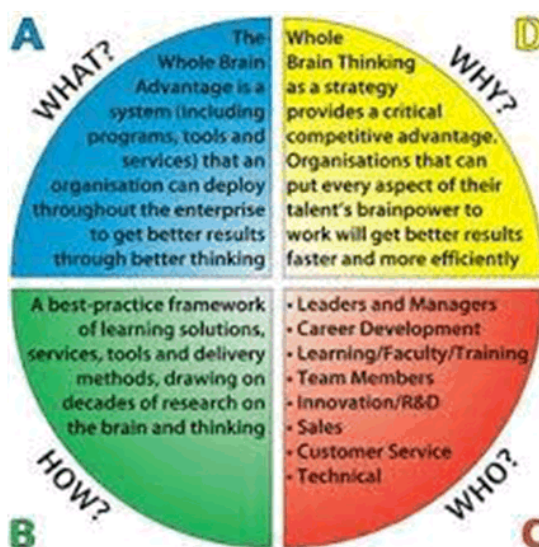 A
WHAT?
The
Whole Brain
Advantage is a
system (including
programs, tools and
services) that an
organisation can deploy
throughout the enterprise
to get better results
through better thinking
D
WHY?
Whole
Brain Thinking
as a strategy
provides a critical
competitive advantage.
Organisations that can
put every aspect of their
talent's brainpower to
work will get better results
faster and more efficiently
B
HOW?
A best-practice framework
of learning solutions,
services, tools and delivery
methods, drawing on
decades of research on
the brain and thinking
C
WHO?
• Leaders and Managers
• Career Development
• Learning/Faculty/Training
• Team Members
• Innovation/R&D
• Sales
• Customer Service
• Technical